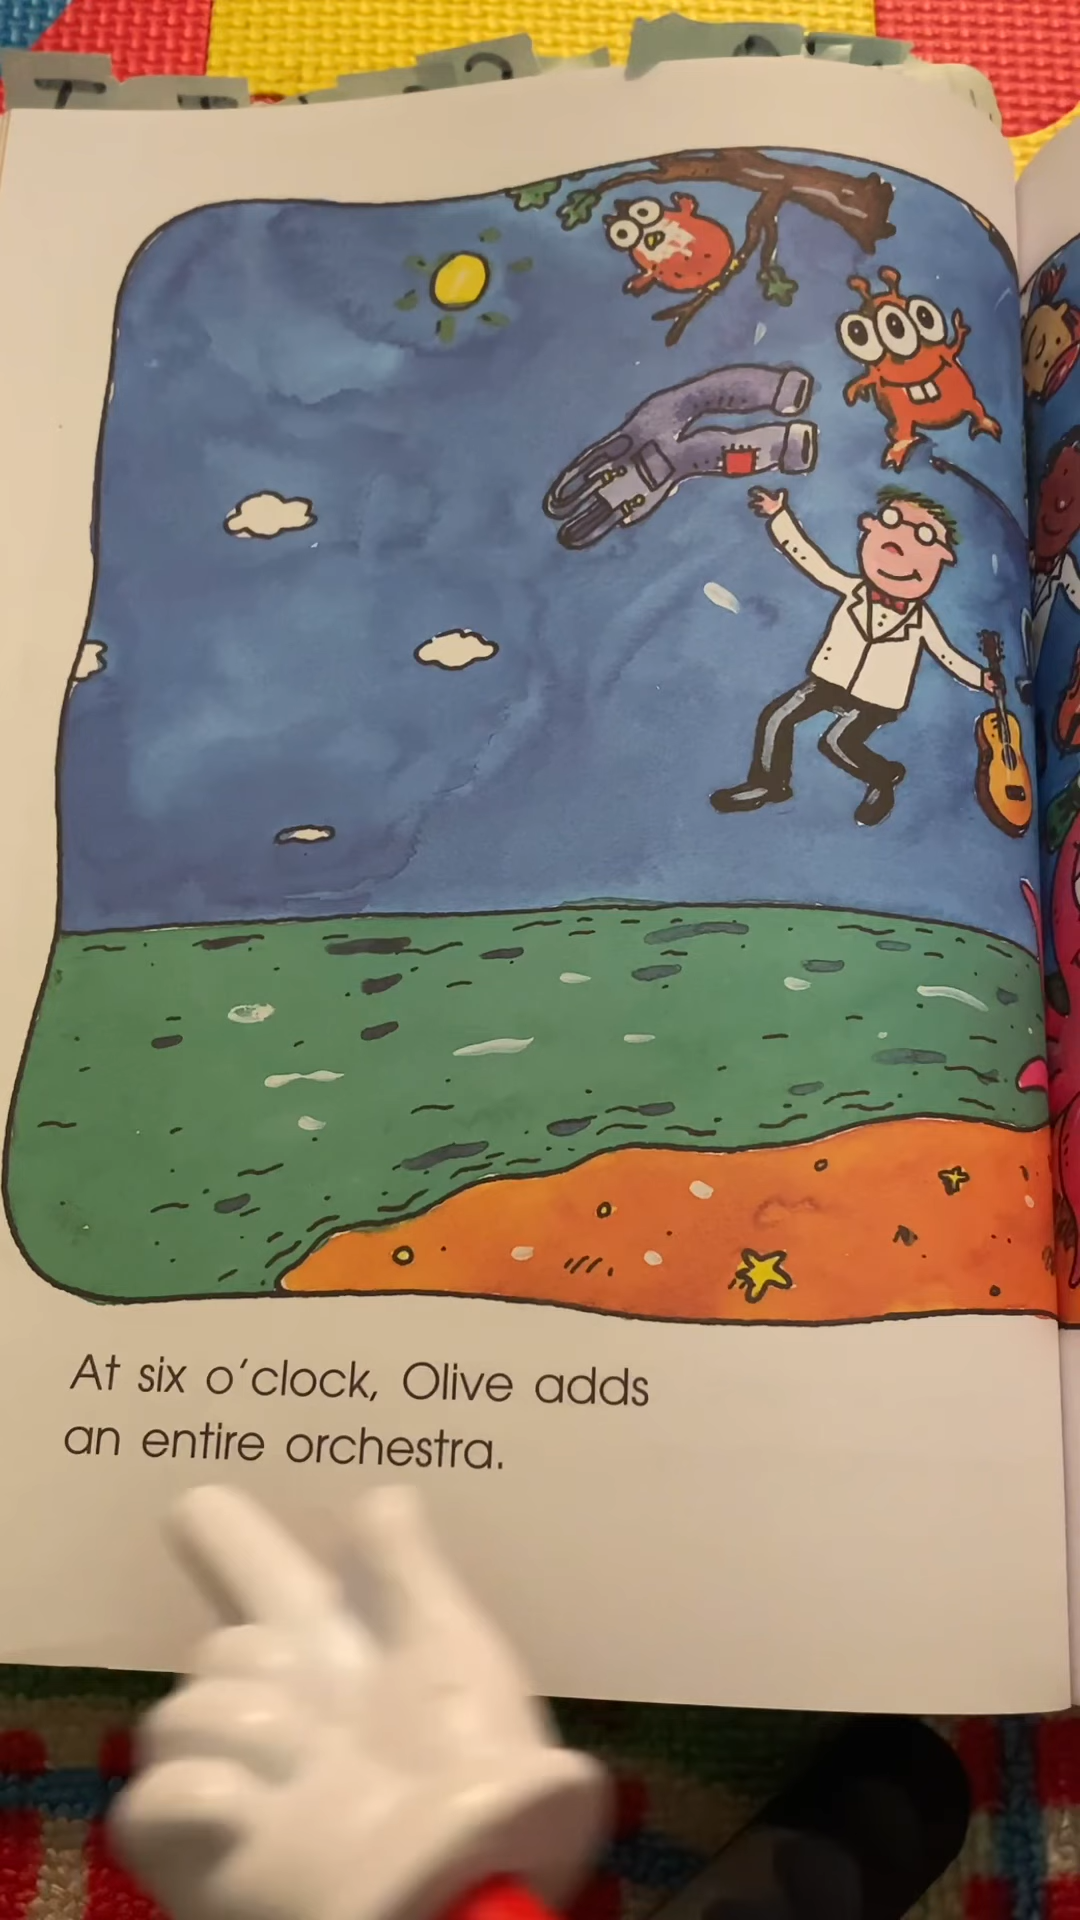 At six o'clock, Olive adds
an entire orchestra.